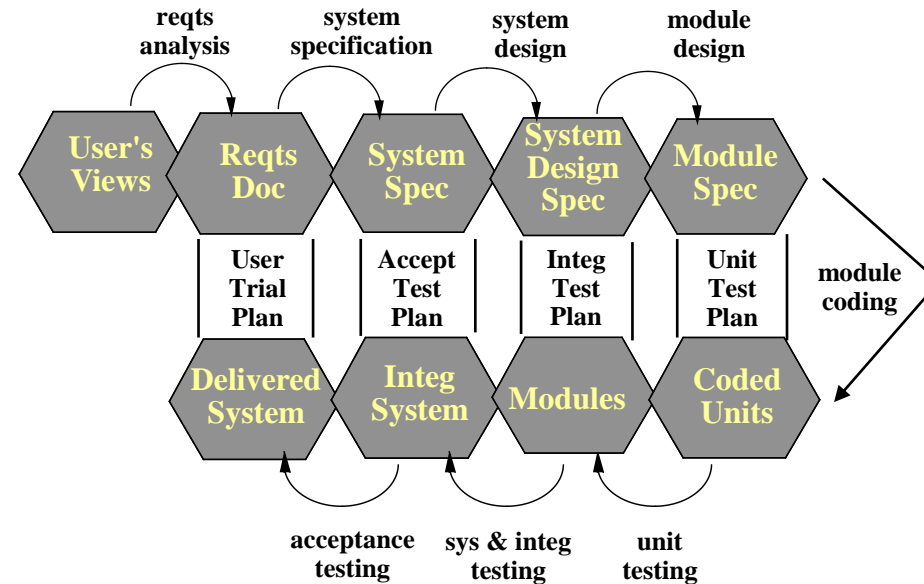 reqts
analysis
system
specification
system
design
module
design
User's
Views
Reqts
Doc
System
Spec
System
Design
Spec
Module
Spec
User
Trial
Plan
Accept
Test
Plan
Integ
Test
Plan
Unit
Test
Plan
module
coding
Delivered
System
Integ
System
Modules
Coded
Units
acceptance
testing
sys & integ
testing
unit
testing